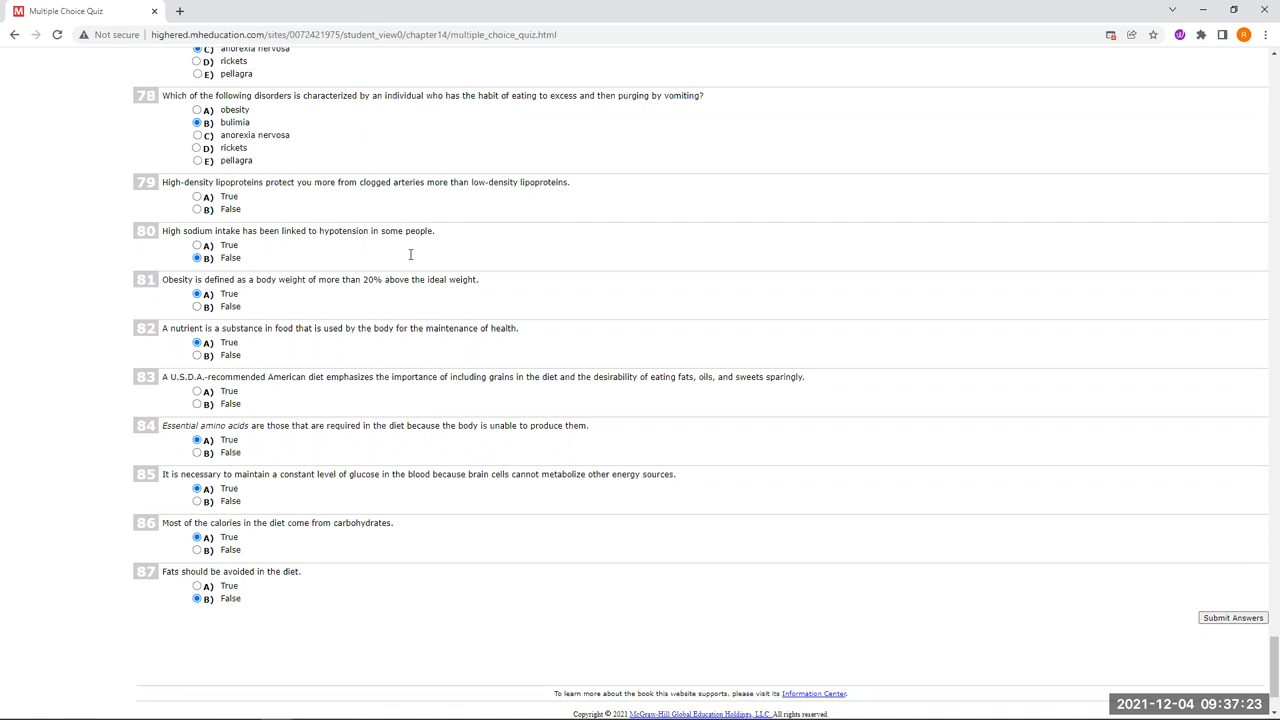 Multiple Choice Quiz
Not secure highered.mheducation.com/sites/0072421975/student_view0/chapter14/multiple_choice_quiz.htm
R
C) anorexia nervosa
D) rickets
E) pellagra
78 Which of the following disorders is characterized by an individual who has the habit of eating to excess and then purging by vomiting?
A) obesity
B) bulimia
C) anorexia nervosa
D) rickets
E) pellagra
79 High-density lipoproteins protect you more from clogged arteries more than low-density lipoproteins.
A) True
B) False
80 High sodium intake has been linked to hypotension in some people.
A) True
B) False
81 Obesity is defined as a body weight of more than 20% above the ideal weight.
A) True
B) False
82 A nutrient is a substance in food that is used by the body for the maintenance of health.
A) True
B) False
83 A U.S.D.A.-recommended American diet emphasizes the importance of including grains in the diet and the desirability of eating fats, oils, and sweets sparingly.
A) True
B) False
84 Essential amino acids are those that are required in the diet because the body is unable to produce them.
A) True
B) False
85 It is necessary to maintain a constant level of glucose in the blood because brain cells cannot metabolize other energy sources.
A) True
B) False
86 Most of the calories in the diet come from carbohydrates.
A) True
B) False
87 Fats should be avoided in the diet.
A) True
B) False
Submit Answers
To learn more about the book this website supports, please visit its Information Center.
Copyright © 2021 McGraw-Hill Global Education Holdings, LLC. All rights reserved.
2021-12-04 09:37:23